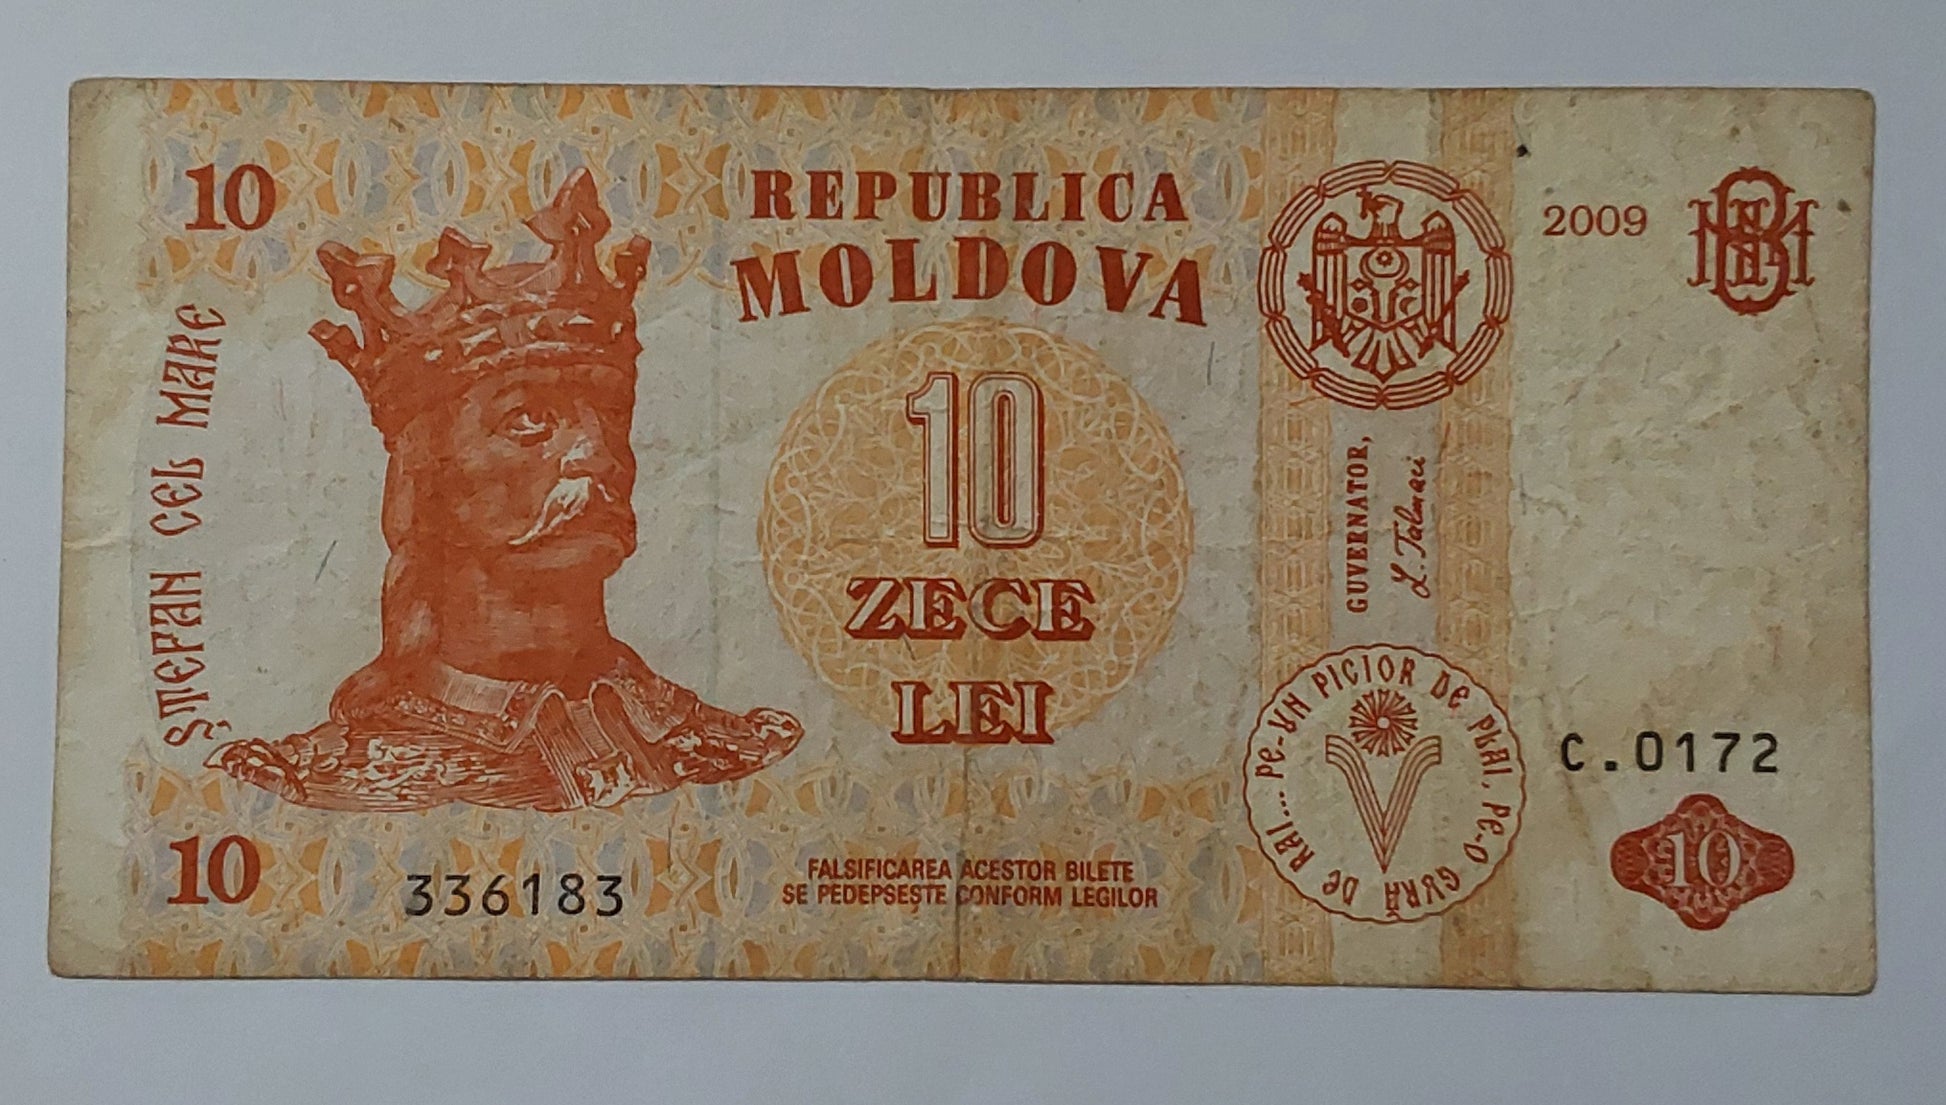 10
ȘTEFAN CEL MARE
10
336183
REPUBLICA
MOLDOVA
10
ZECE
LEI
FALSIFICAREA ACESTOR BILETE
SE PEDEPSEȘTE CONFORM LEGILOR
GUVERNATOR,
L. Talmaci
PE-UN PICIOR DE PLAI, PE-O GURĂ DE RAI...
2009
BNM
C.0172
10